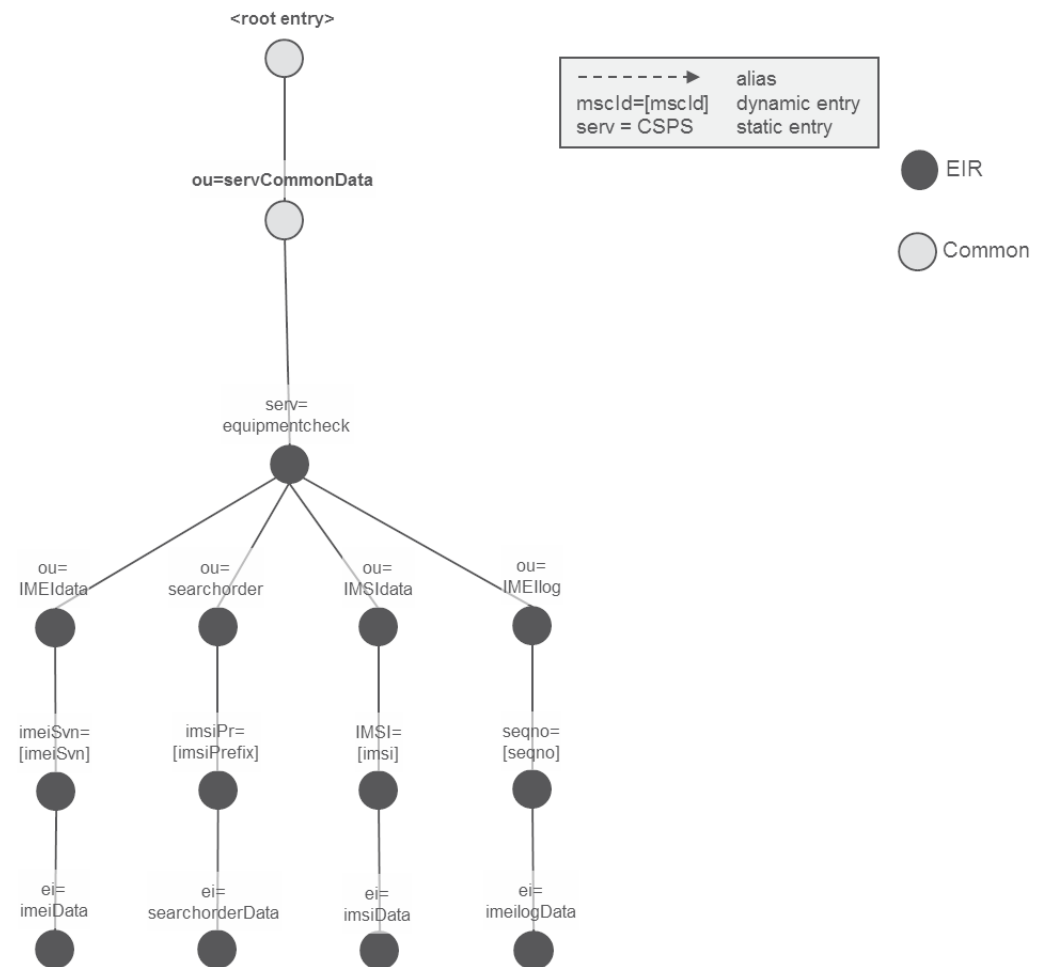 <root entry>
alias
mscId=[mscId] dynamic entry
serv = CSPS static entry
EIR
ou=servCommonData
Common
serv=
equipmentcheck
ou=
IMEIdata
ou=
searchorder
ou=
IMSIdata
ou=
IMEIlog
imeiSvn=
[imeiSvn]
imsiPr=
[imsiPrefix]
IMSI=
[imsi]
seqno=
[seqno]
ei=
imeiData
ei=
searchorderData
ei=
imsiData
ei=
imeilogData